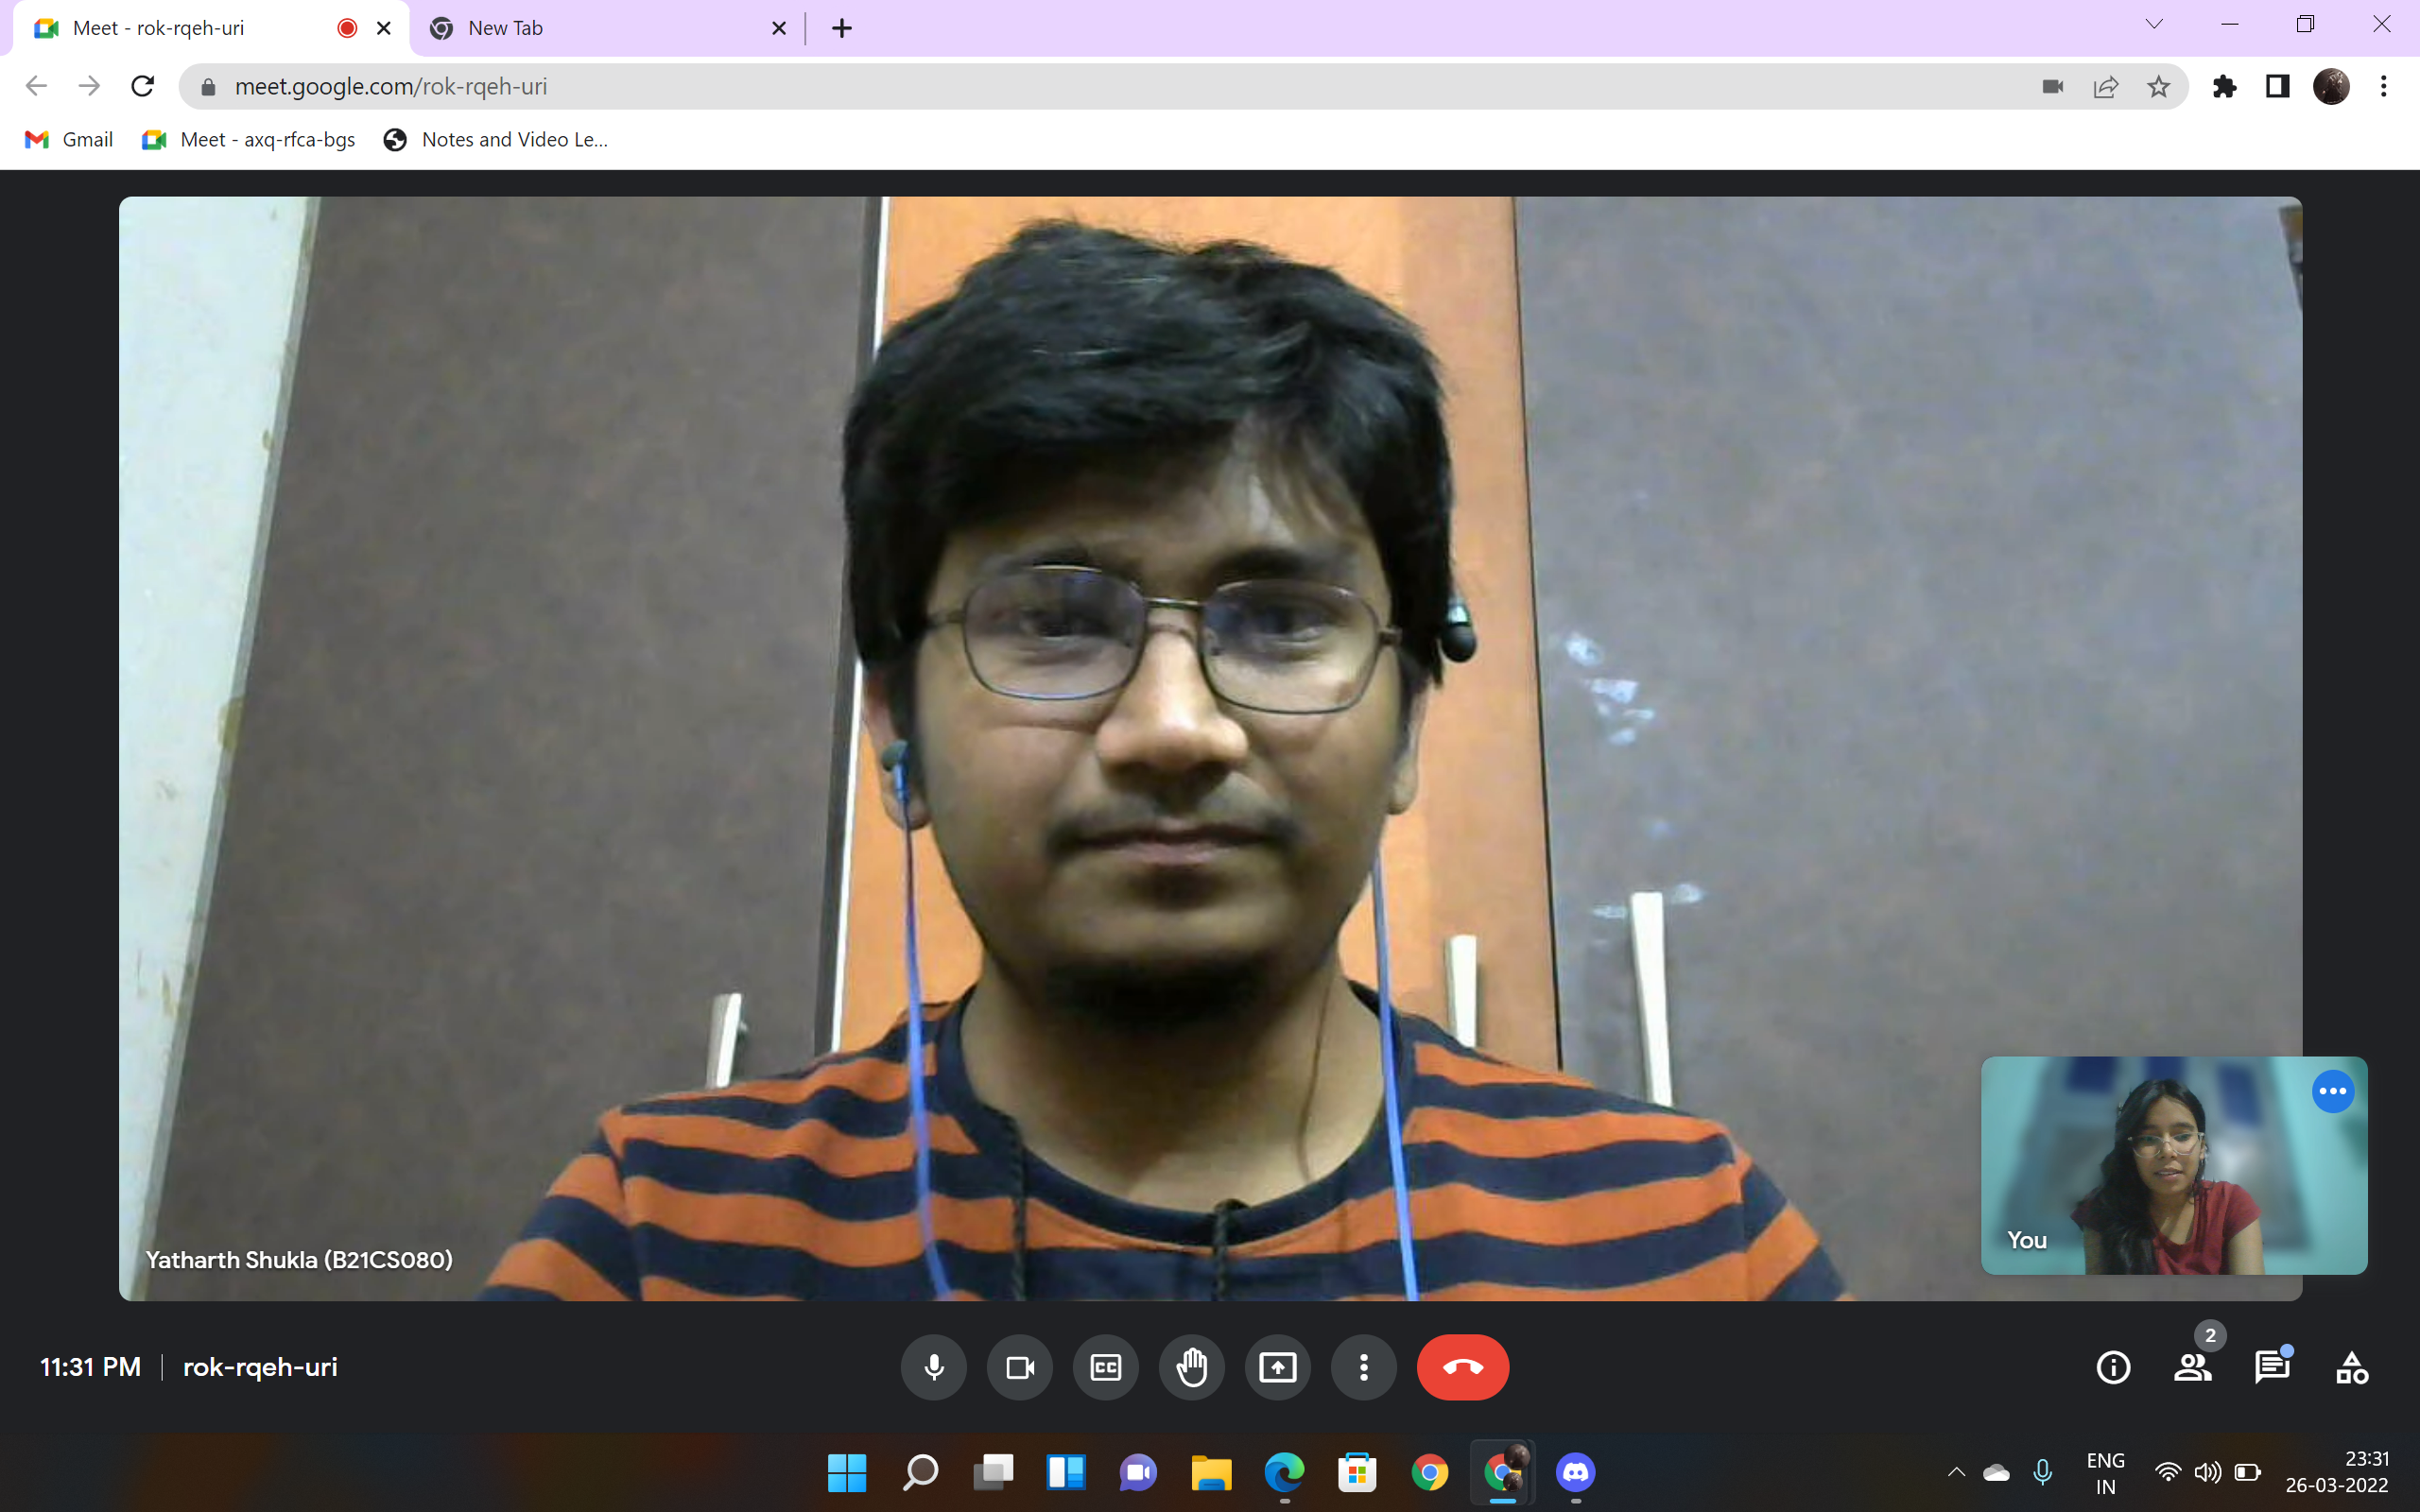 Meet - rok-rqeh-uri
New Tab
meet.google.com/rok-rqeh-uri
Gmail
Meet - axq-rfca-bgs
Notes and Video Le...
Yatharth Shukla (B21CS080)
You
11:31 PM
rok-rqeh-uri
CC
2
ENG
IN
23:31
26-03-2022